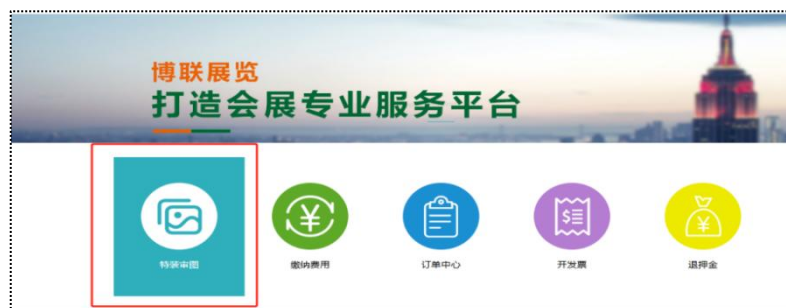 博联展览
打造会展专业服务平台
特装审图
缴纳费用
订单中心
开发票
退押金